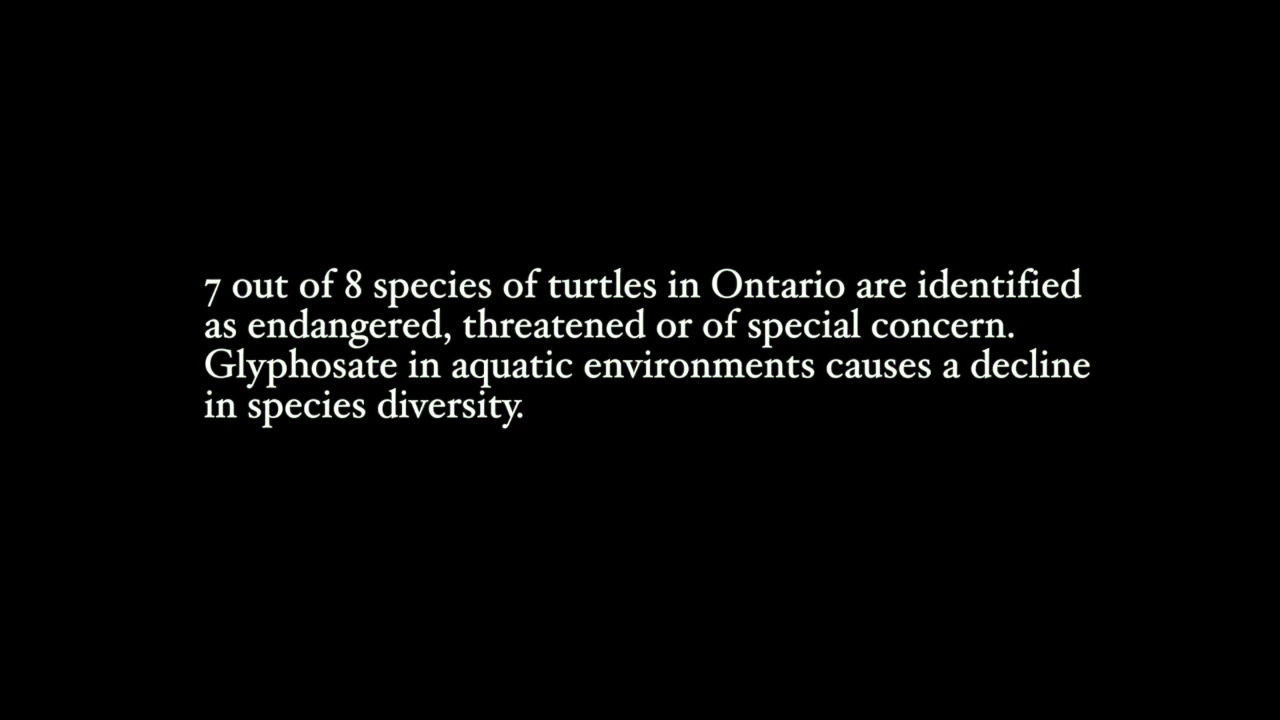 7 out of 8 species of turtles in Ontario are identified
as endangered, threatened or of special concern.
Glyphosate in aquatic environments causes a decline
in species diversity.